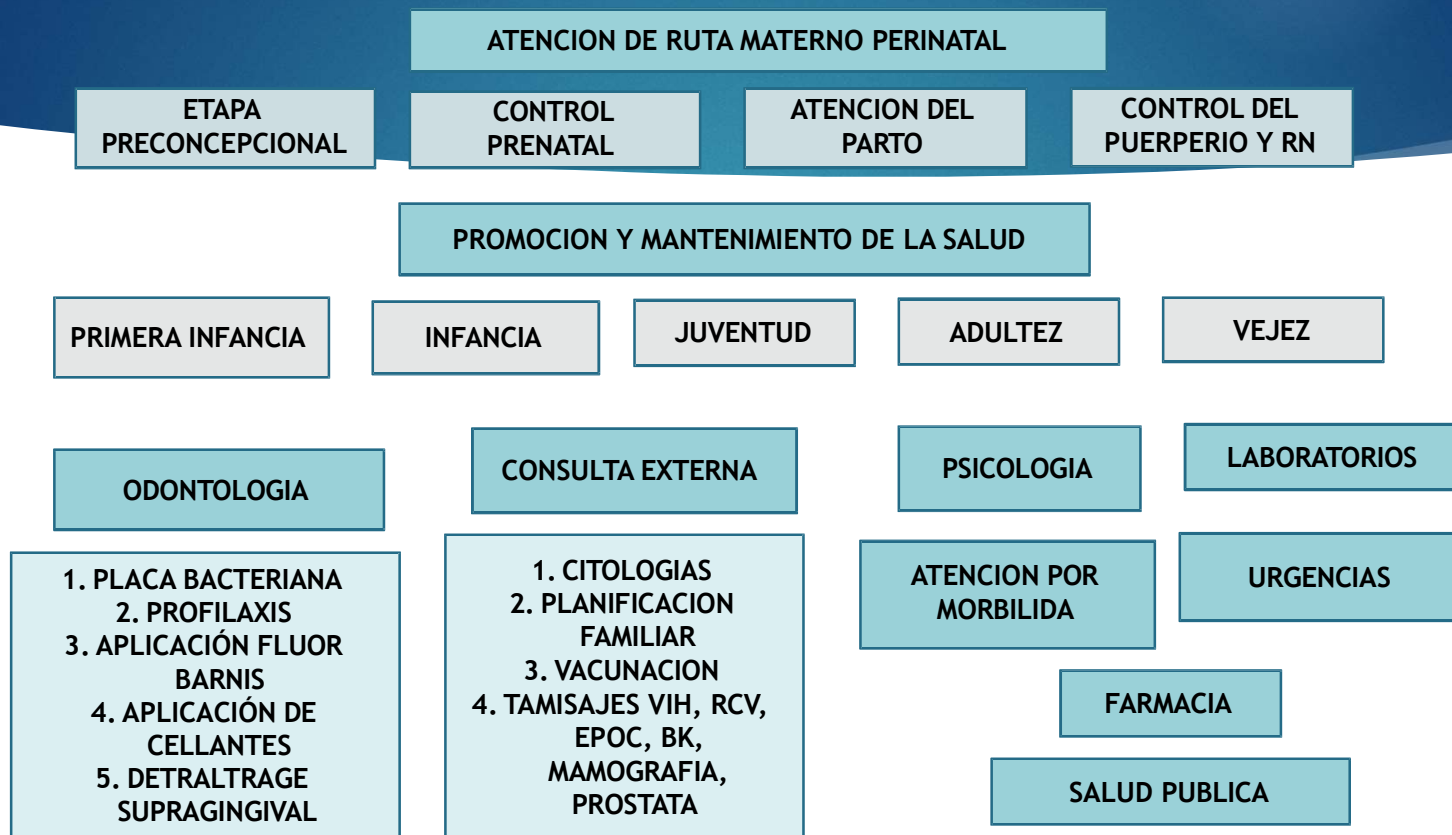 ATENCION DE RUTA MATERNO PERINATAL
ETAPA
PRECONCEPCIONAL
CONTROL
PRENATAL
ATENCION DEL
PARTO
CONTROL DEL
PUERPERIO Y RN
PROMOCION Y MANTENIMIENTO DE LA SALUD
PRIMERA INFANCIA
INFANCIA
JUVENTUD
ADULTEZ
VEJEZ
ODONTOLOGIA
1. PLACA BACTERIANA
2. PROFILAXIS
3. APLICACIÓN FLUOR
BARNIS
4. APLICACIÓN DE
CELLANTES
5. DETRALTRAGE
SUPRAGINGIVAL
CONSULTA EXTERNA
1. CITOLOGIAS
2. PLANIFICACION
FAMILIAR
3. VACUNACION
4. TAMISAJES VIH, RCV,
EPOC, BK,
MAMOGRAFIA,
PROSTATA
PSICOLOGIA
LABORATORIOS
ATENCION POR
MORBILIDA
URGENCIAS
FARMACIA
SALUD PUBLICA